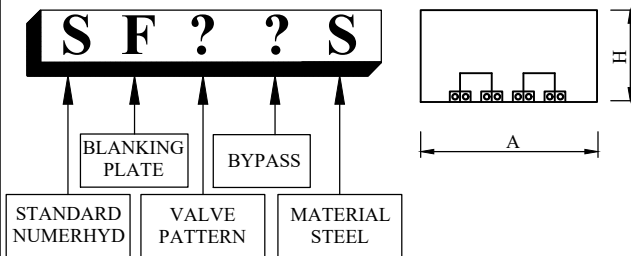 S F ? ? S
H
A
BLANKING
PLATE
BYPASS
STANDARD
NUMERHYD
VALVE
PATTERN
MATERIAL
STEEL